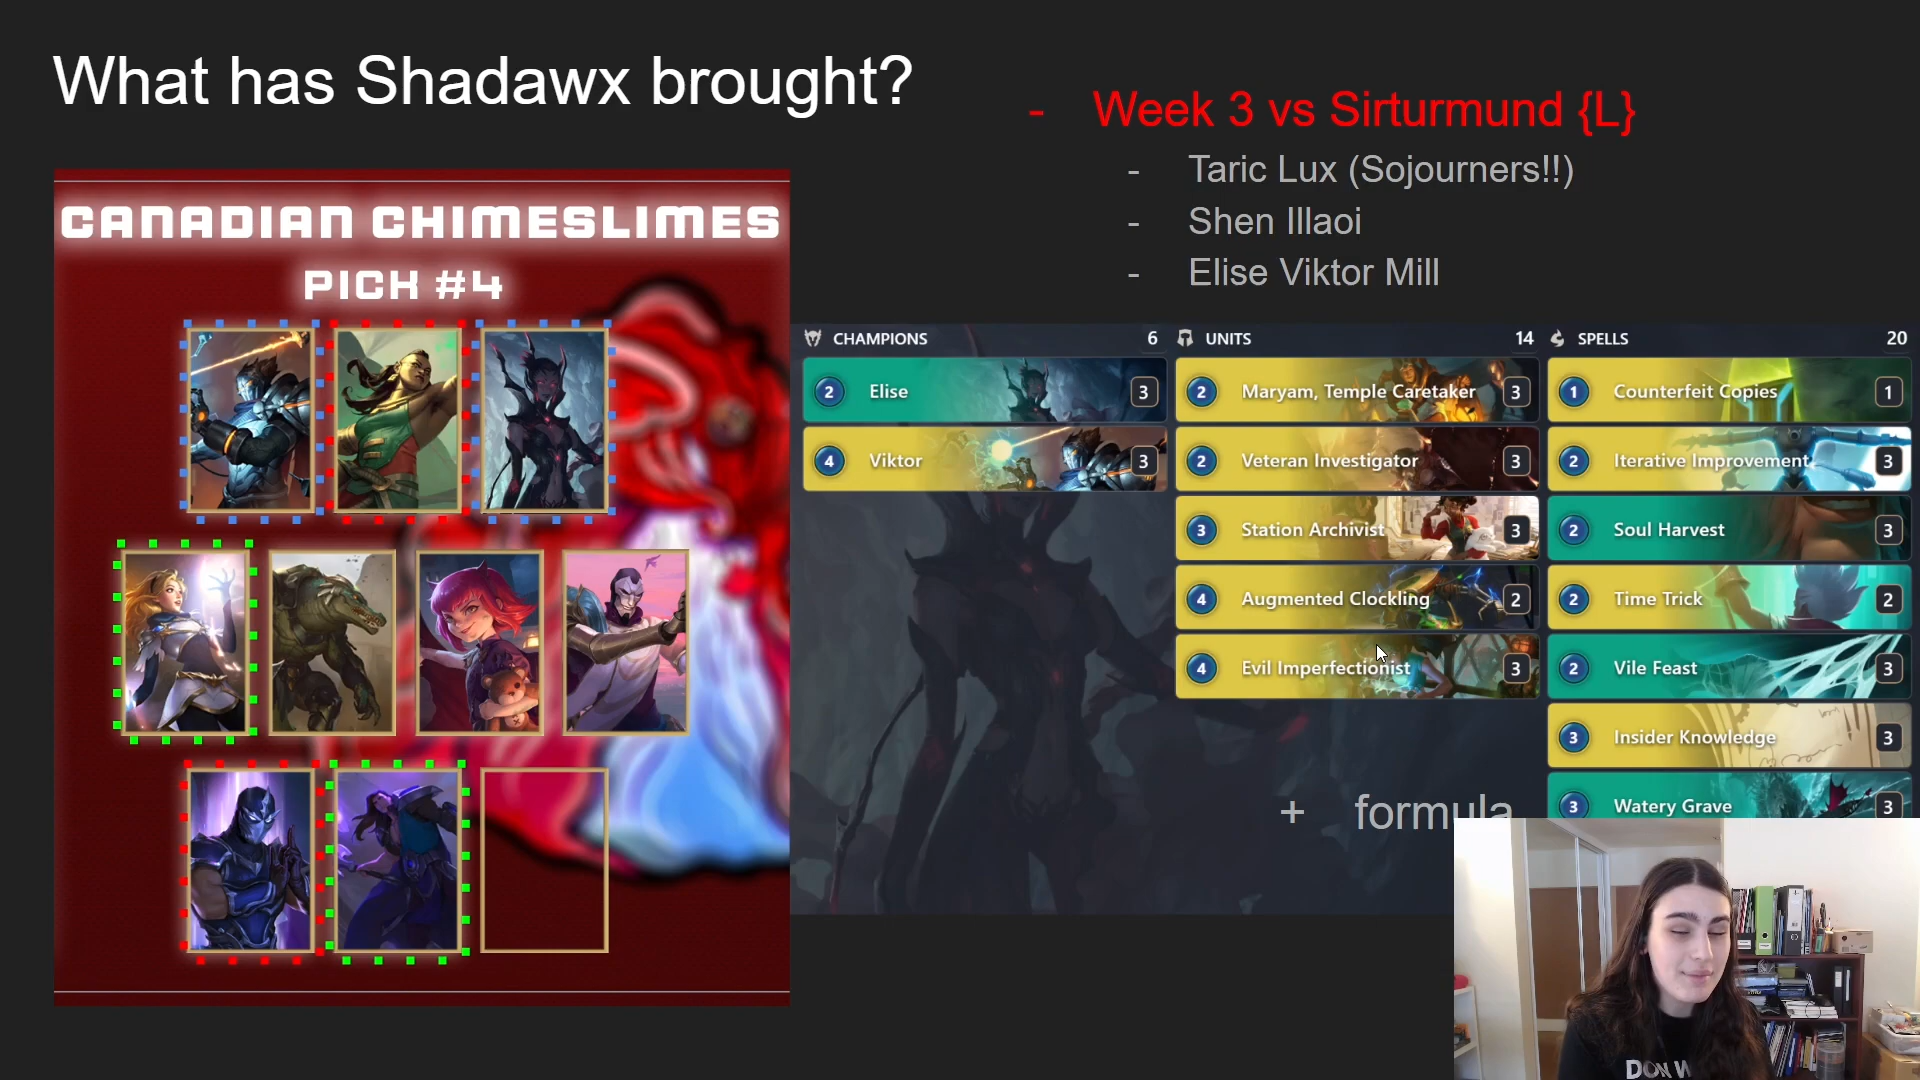 What has Shadawx brought?
- Week 3 vs Sirturmund {L}
- Taric Lux (Sojourners!!)
- Shen Illaoi
- Elise Viktor Mill
CANADIAN CHIMESLIMES
PICK #4
CHAMPIONS 6
2 Elise 3
4 Viktor 3
UNITS 14
2 Maryam, Temple Caretaker 3
2 Veteran Investigator 3
3 Station Archivist 3
4 Augmented Clockling 2
4 Evil Imperfectionist 3
SPELLS 20
1 Counterfeit Copies 1
2 Iterative Improvement 3
2 Soul Harvest 3
2 Time Trick 2
2 Vile Feast 3
3 Insider Knowledge 3
3 Watery Grave 3
+ formula
DON W